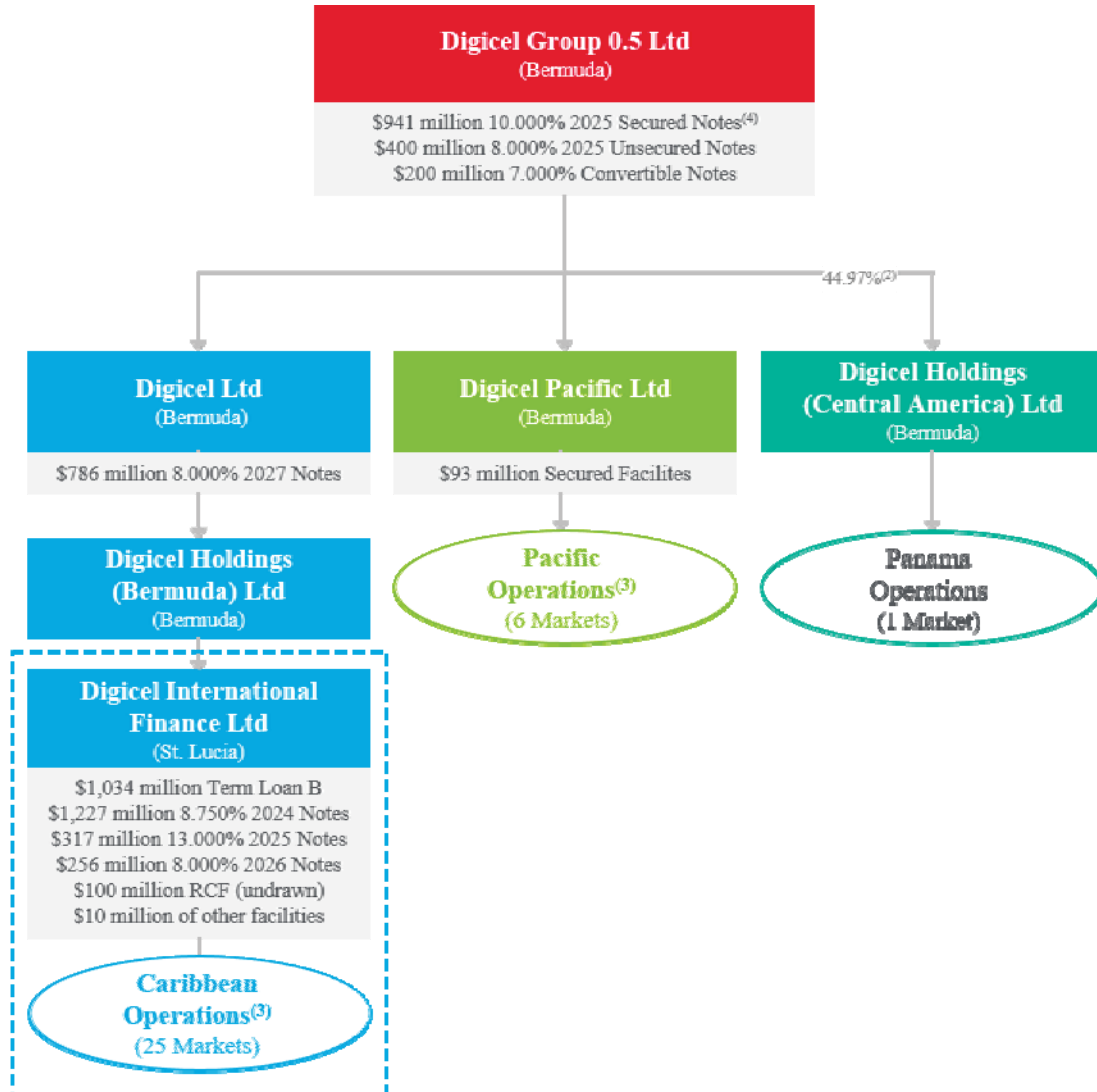 Digicel Group 0.5 Ltd
(Bermuda)
$941 million 10.000% 2025 Secured Notes(4)
$400 million 8.000% 2025 Unsecured Notes
$200 million 7.000% Convertible Notes
44.97%(2)
Digicel Ltd
(Bermuda)
$786 million 8.000% 2027 Notes
Digicel Pacific Ltd
(Bermuda)
$93 million Secured Facilites
Digicel Holdings
(Central America) Ltd
(Bermuda)
Digicel Holdings
(Bermuda) Ltd
(Bermuda)
Pacific
Operations(3)
(6 Markets)
Panama
Operations
(1 Market)
Digicel International
Finance Ltd
(St. Lucia)
$1,034 million Term Loan B
$1,227 million 8.750% 2024 Notes
$317 million 13.000% 2025 Notes
$256 million 8.000% 2026 Notes
$100 million RCF (undrawn)
$10 million of other facilities
Caribbean
Operations(3)
(25 Markets)